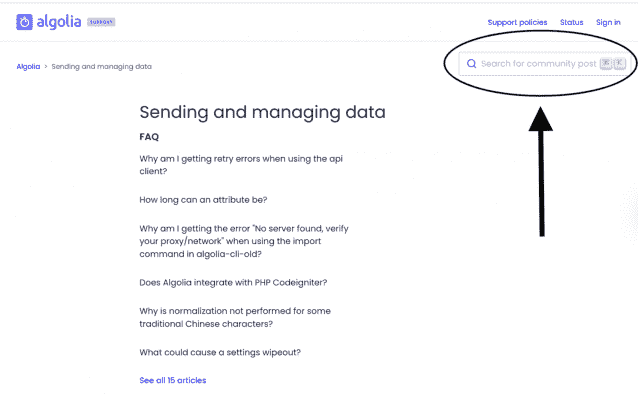 algolia SUPPORT
Support policies Status Sign in
Search for community post ⌘ K
Algolia > Sending and managing data
Sending and managing data
FAQ
Why am I getting retry errors when using the api
client?
How long can an attribute be?
Why am I getting the error "No server found, verify
your proxy/network" when using the import
command in algolia-cli-old?
Does Algolia integrate with PHP Codeigniter?
Why is normalization not performed for some
traditional Chinese characters?
What could cause a settings wipeout?
See all 15 articles